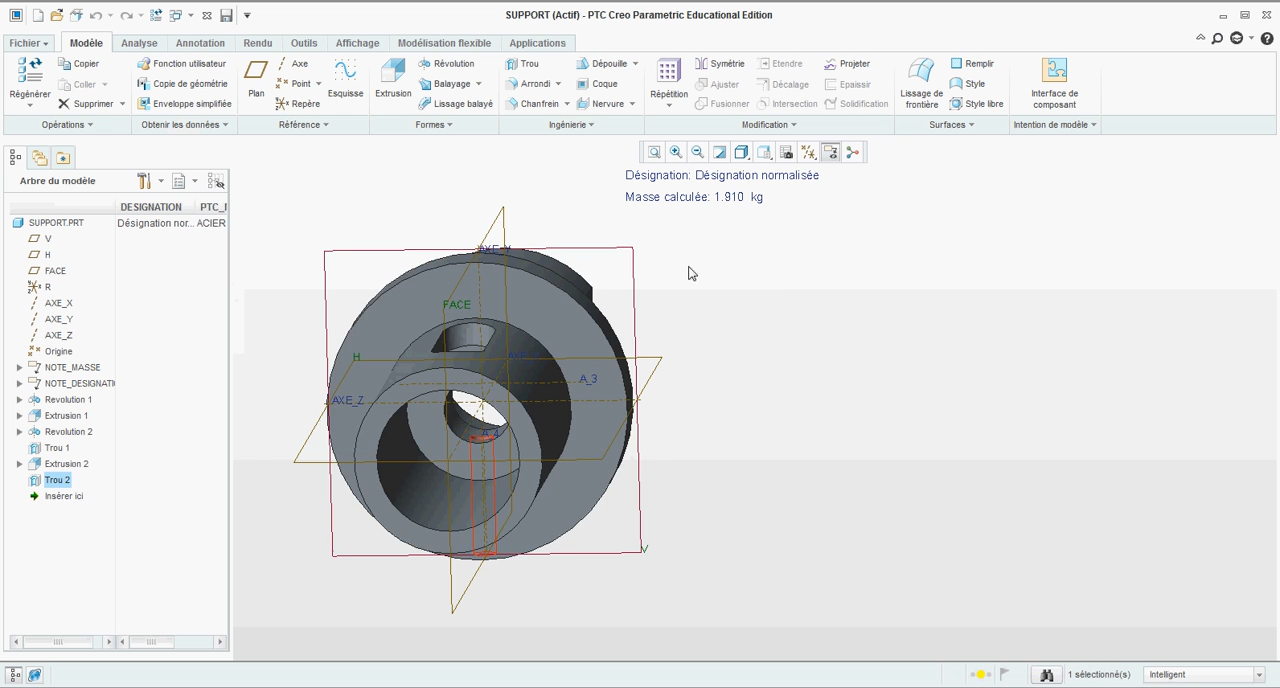 SUPPORT (Actif) - PTC Creo Parametric Educational Edition
Fichier Modèle Analyse Annotation Rendu Outils Affichage Modélisation flexible Applications
Régénérer
Copier
Coller
Supprimer
Fonction utilisateur
Copie de géométrie
Enveloppe simplifiée
Plan
Axe
Point
Repère
Esquisse
Extrusion
Révolution
Balayage
Lissage balayé
Trou
Arrondi
Chanfrein
Dépouille
Coque
Nervure
Répétition
Symétrie
Ajuster
Fusionner
Etendre
Décalage
Intersection
Projeter
Epaissir
Solidification
Lissage de
frontière
Remplir
Style
Style libre
Interface de
composant
Opérations Obtenir les données Référence Formes Ingénierie Modification Surfaces Intention de modèle
Arbre du modèle
DESIGNATION
SUPPORT.PRT Désignation nor... ACIER
V
H
FACE
R
AXE_X
AXE_Y
AXE_Z
Origine
NOTE_MASSE
NOTE_DESIGNATI
Revolution 1
Extrusion 1
Revolution 2
Trou 1
Extrusion 2
Trou 2
Insérer ici
Désignation: Désignation normalisée
Masse calculée: 1.910 kg
AXE_Y
FACE
H
A_3
AXE_Z
A_4
V
1 sélectionné(s)
Intelligent